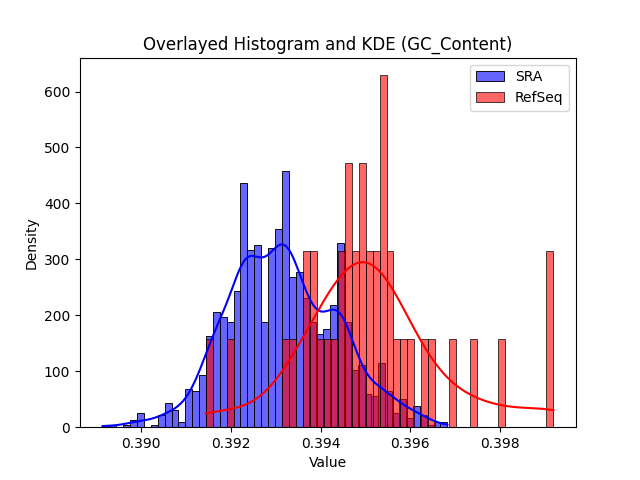 Overlayed Histogram and KDE (GC_Content)
SRA
RefSeq
Density
600
500
400
300
200
100
0
0.390 0.392 0.394 0.396 0.398
Value